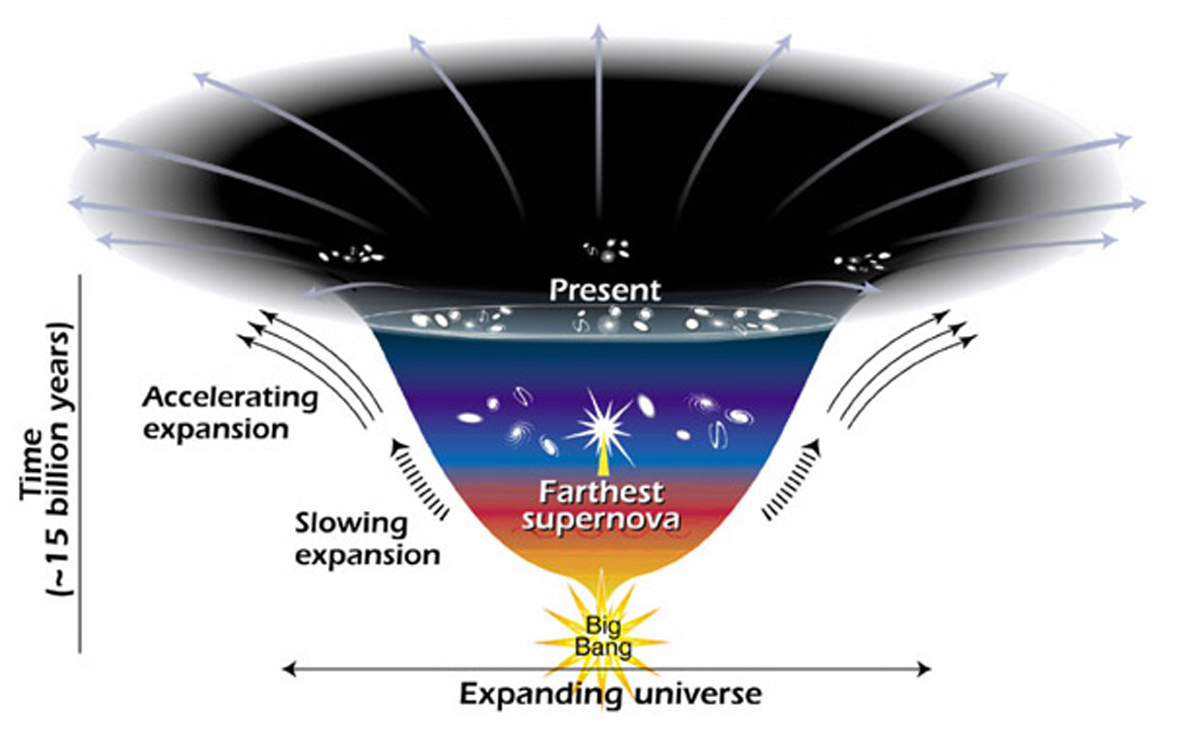 Present
Accelerating
expansion
Time
(~15 billion years)
Farthest
supernova
Slowing
expansion
Big
Bang
Expanding universe